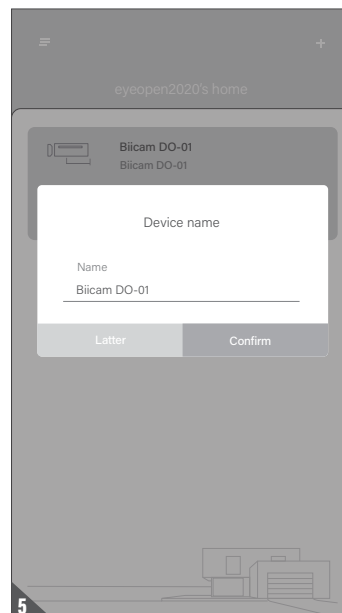 eyeopen2020's home
Biicam DO-01
Biicam DO-01
Device name
Name
Biicam DO-01
Latter Confirm
5